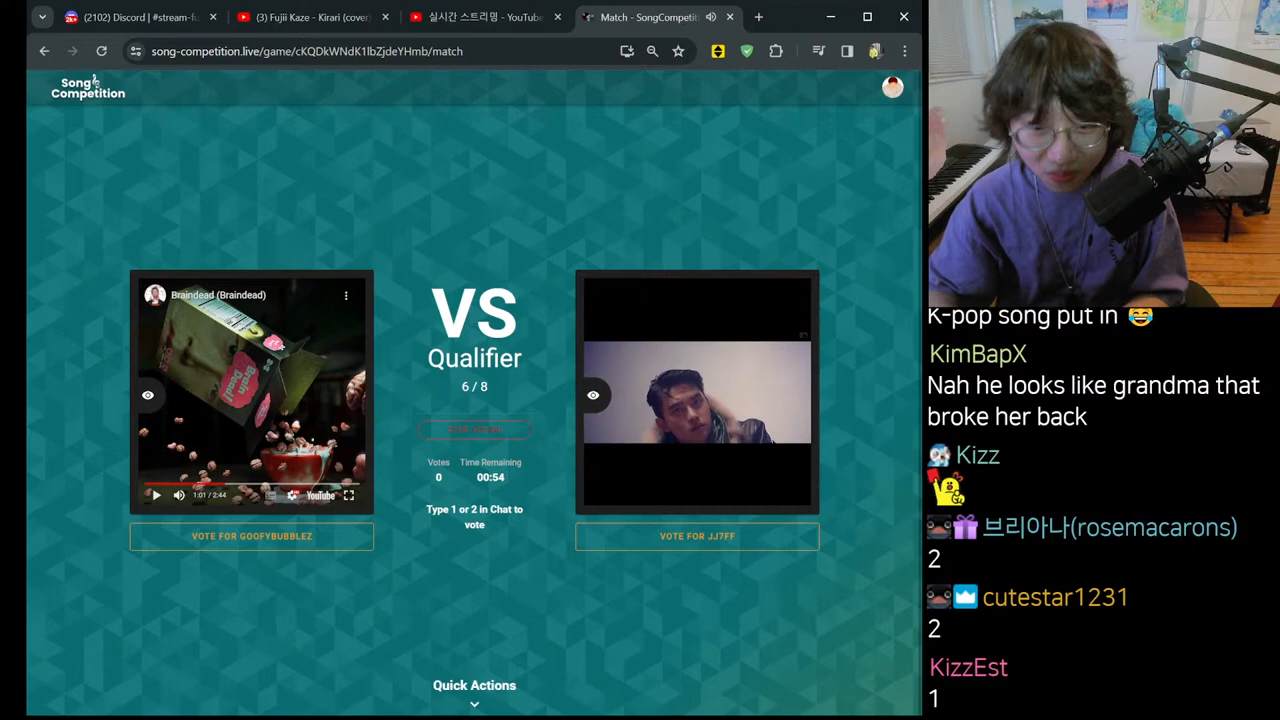 (2102) Discord | #stream-fu
(3) Fujii Kaze - Kirari (cover)
실시간 스트리밍 - YouTube
Match - SongCompetit
song-competition.live/game/cKQDkWNdK1IbZjdeYHmb/match
Song
Competition
Braindead (Braindead)
Brain
Dead!
1:01 / 2:44
YouTube
VOTE FOR GOOFYBUBBLEZ
VS
Qualifier
6 / 8
Votes
Time Remaining
0
00:54
Type 1 or 2 in Chat to
vote
VOTE FOR JJ7FF
Quick Actions
K-pop song put in 😂
KimBapX
Nah he looks like grandma that
broke her back
Kizz
브리아나(rosemacarons)
2
cutestar1231
2
KizzEst
1